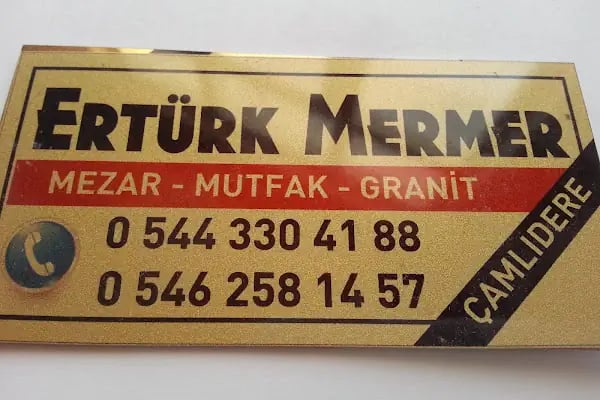 ERTÜRK MERMER
MEZAR - MUTFAK - GRANİT
0 544 330 41 88
0 546 258 14 57
ÇAMLIDERE